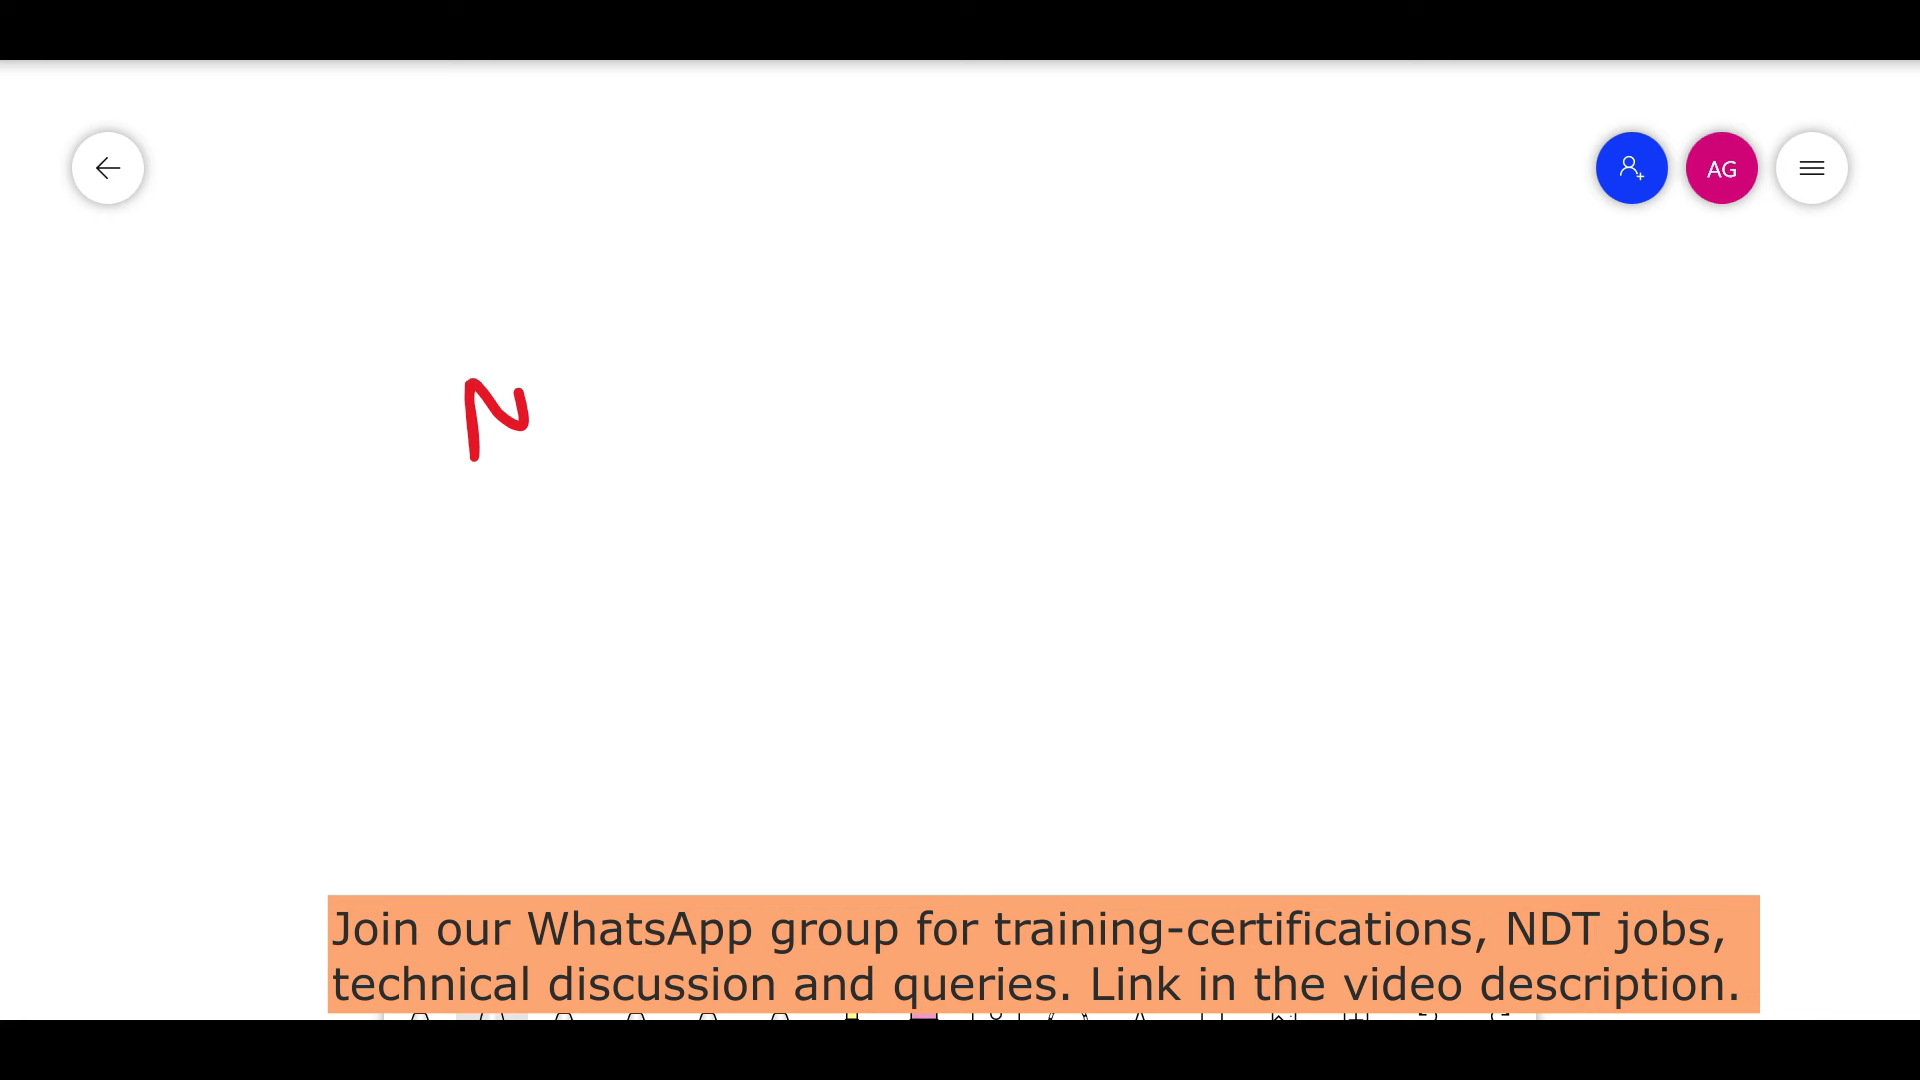 AG
N
Join our WhatsApp group for training-certifications, NDT jobs,
technical discussion and queries. Link in the video description.